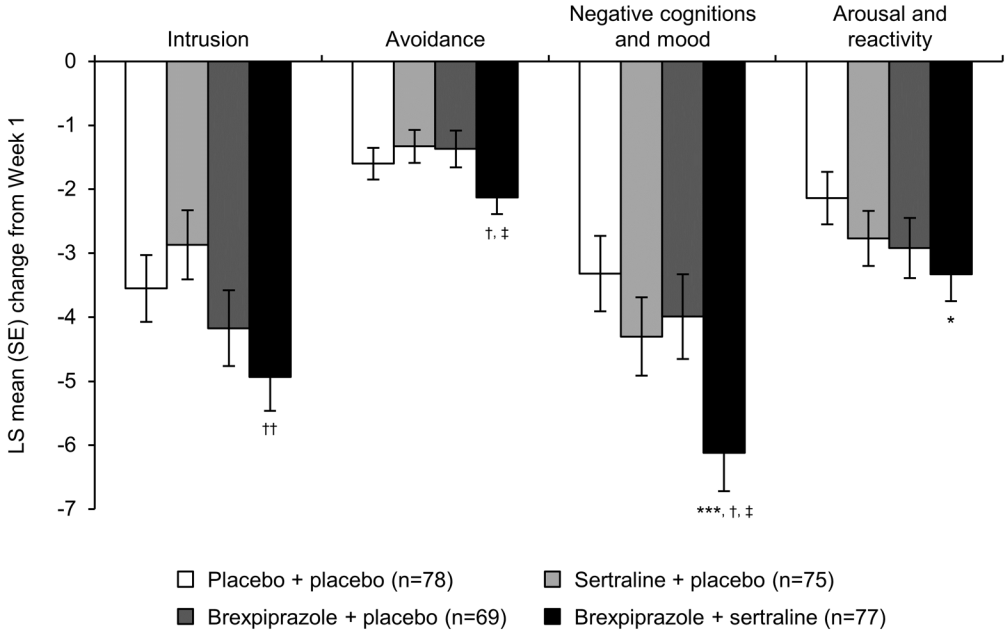 Intrusion
Avoidance
Negative cognitions
and mood
Arousal and
reactivity
LS mean (SE) change from Week 1
0
-1
-2
-3
-4
-5
-6
-7
††
†, ‡
***, †, ‡
*
Placebo + placebo (n=78)
Sertraline + placebo (n=75)
Brexpiprazole + placebo (n=69)
Brexpiprazole + sertraline (n=77)